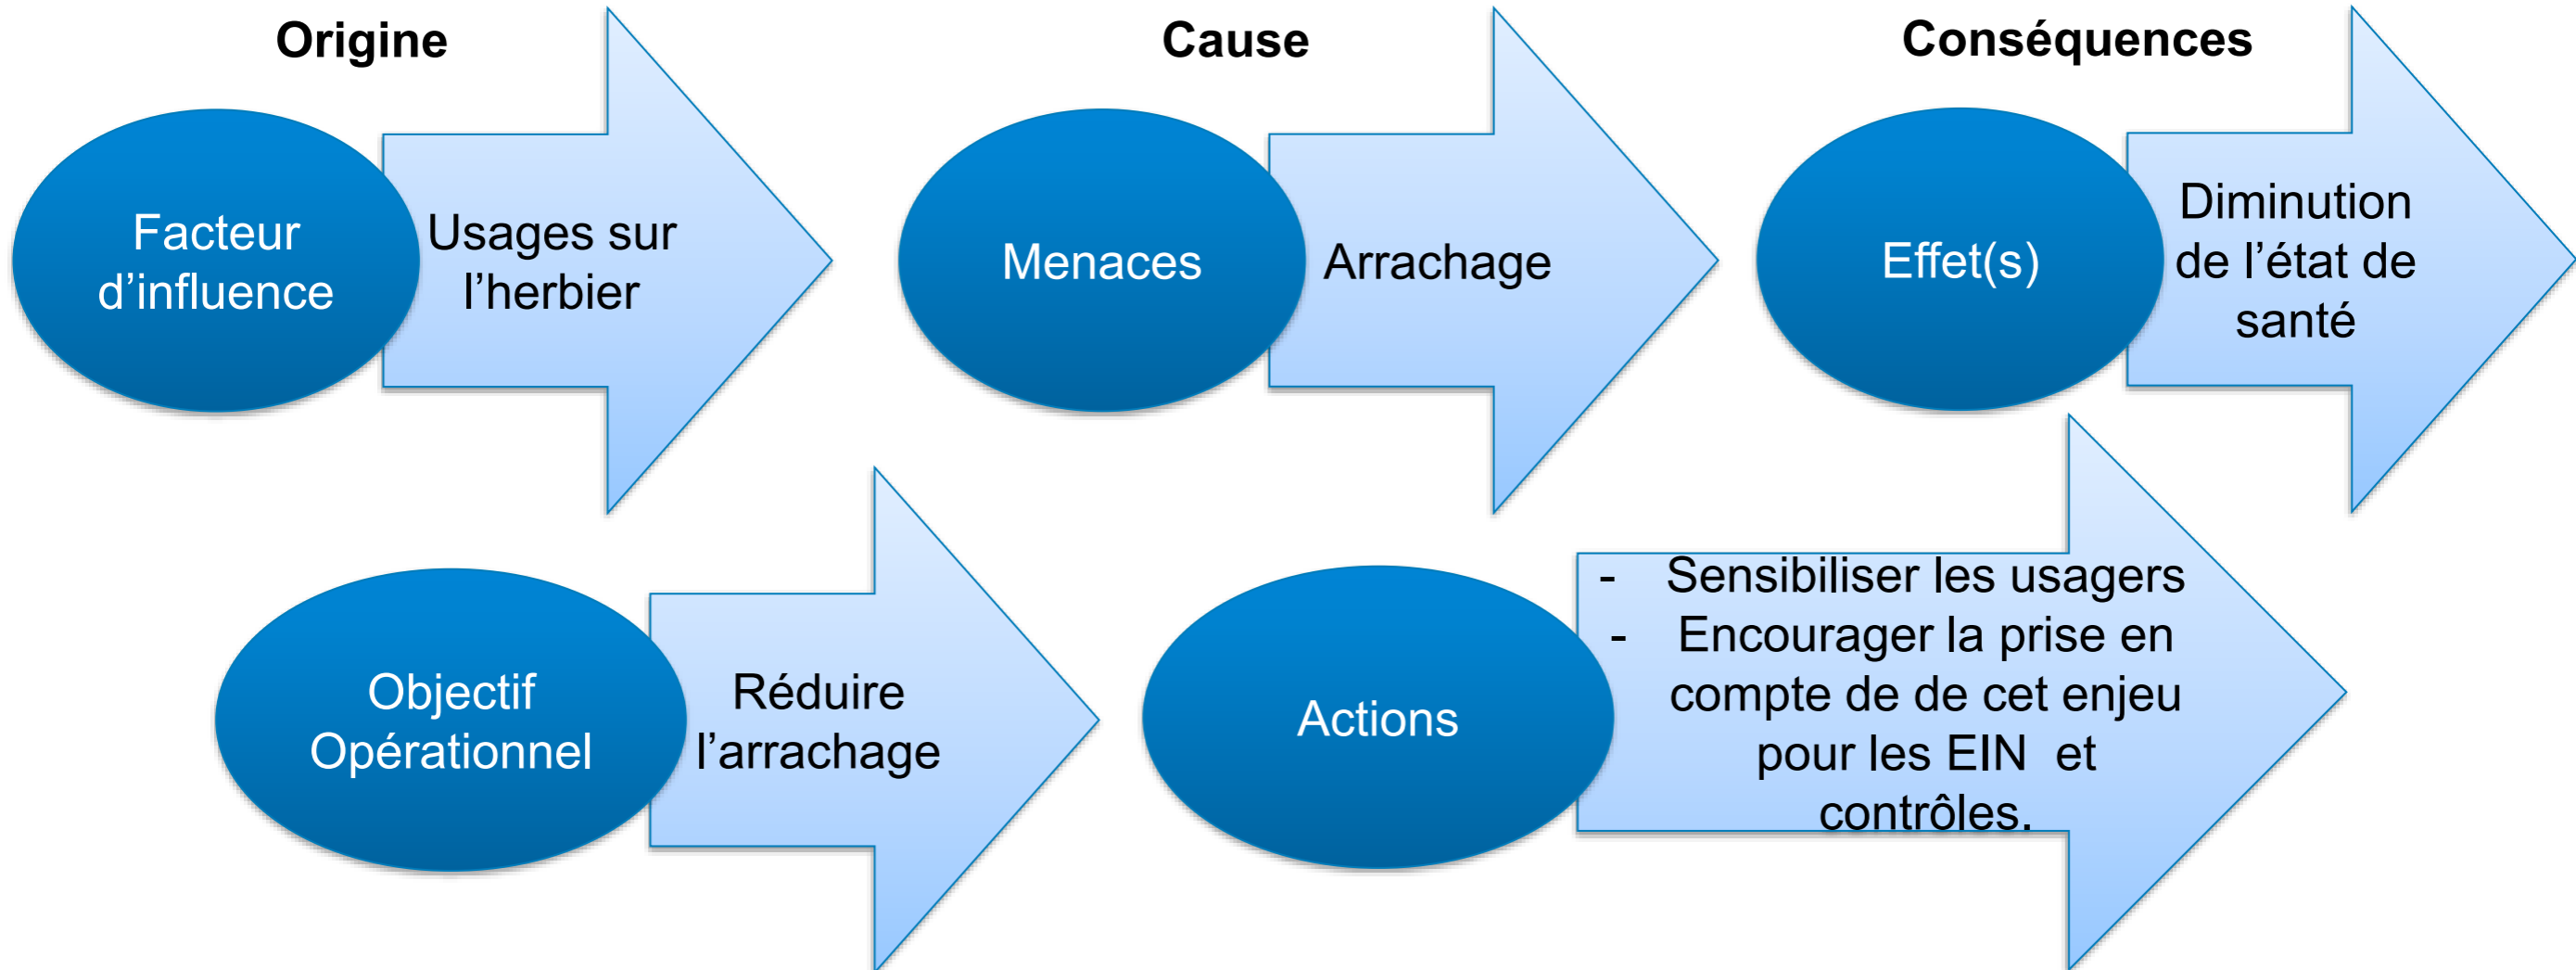 Origine
Facteur
d’influence
Usages sur
l’herbier
Cause
Menaces
Arrachage
Conséquences
Effet(s)
Diminution
de l’état de
santé
Objectif
Opérationnel
Réduire
l’arrachage
Actions
- Sensibiliser les usagers
- Encourager la prise en
compte de de cet enjeu
pour les EIN et
contrôles.